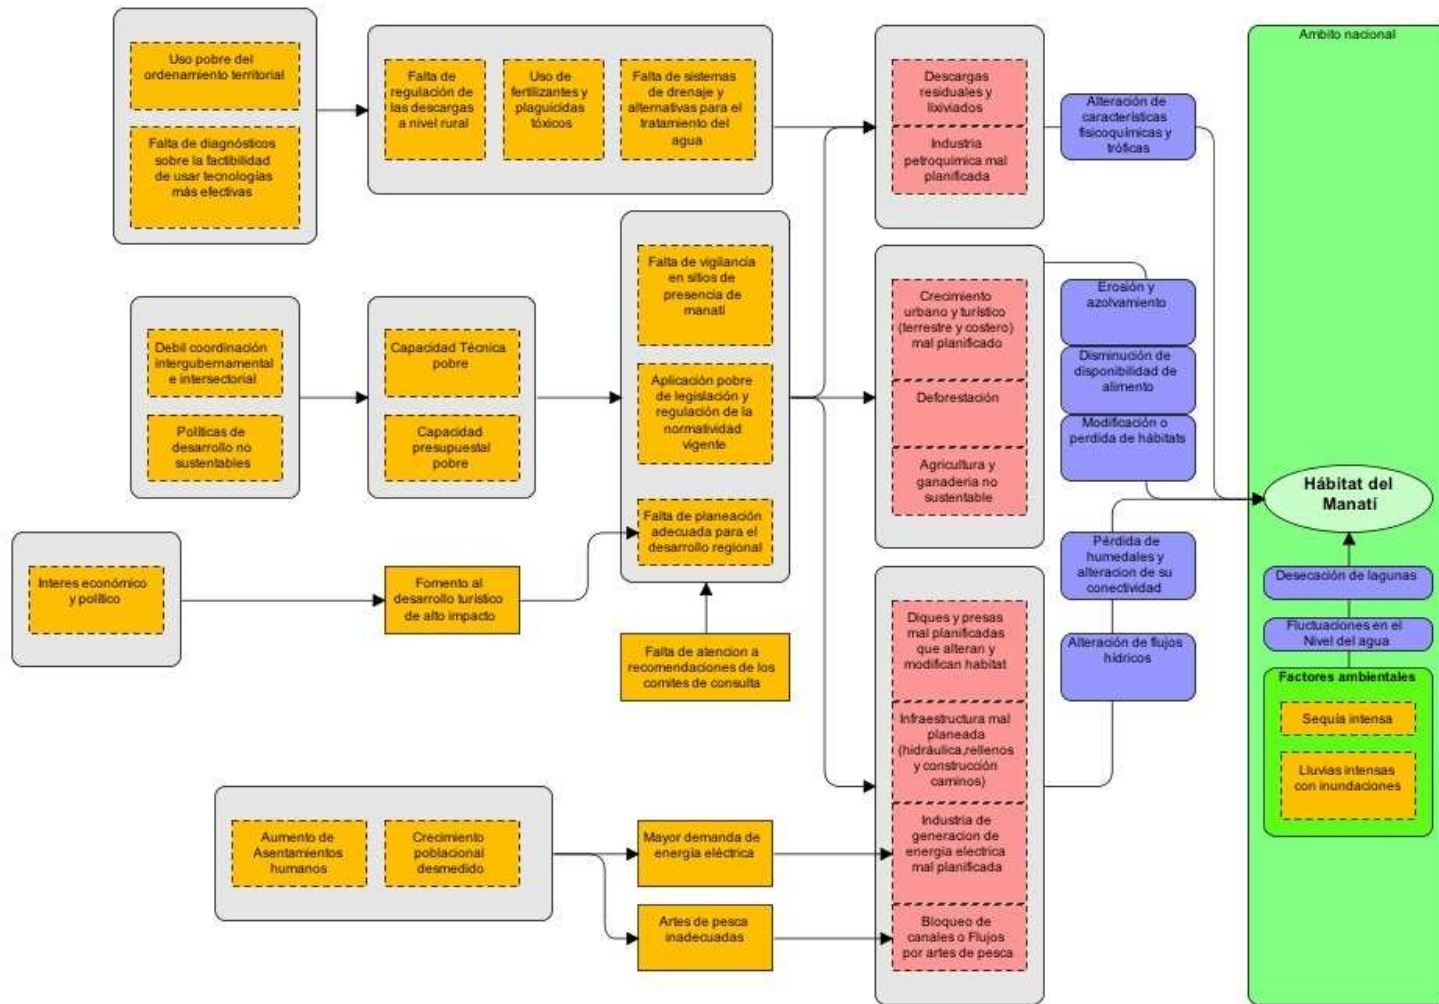 Uso pobre del
ordenamiento territorial
Falta de diagnósticos
sobre la factibilidad
de usar tecnologías
más efectivas
Falta de
regulación de
las descargas
a nivel rural
Uso de
fertilizantes y
plaguicidas
tóxicos
Falta de sistemas
de drenaje y
alternativas para el
tratamiento del
agua
Descargas
residuales y
lixiviados
Industria
petroquimica mal
planificada
Alteración de
características
fisicoquímicas y
tróficas
Ambito nacional
Debil coordinación
intergubernamental
e intersectorial
Políticas de
desarrollo no
sustentables
Capacidad Técnica
pobre
Capacidad
presupuestal
pobre
Falta de vigilancia
en sitios de
presencia de
manatí
Aplicación pobre
de legislación y
regulación de la
normatividad
vigente
Falta de planeación
adecuada para el
desarrollo regional
Crecimiento
urbano y turístico
(terrestre y costero)
mal planificado
Deforestación
Agricultura y
ganaderia no
sustentable
Erosión y
azolvamiento
Disminución de
disponibilidad de
alimento
Modificación o
perdida de hábitats
Hábitat del
Manatí
Interes económico
y político
Fomento al
desarrollo turístico
de alto impacto
Falta de atencion a
recomendaciones de los
comites de consulta
Diques y presas
mal planificadas
que alteran y
modifican habitat
Infraestructura mal
planeada
(hidráulica,rellenos
y construcción
caminos)
Industria de
generacion de
energia electrica
mal planificada
Bloqueo de
canales o Flujos
por artes de pesca
Pérdida de
humedales y
alteracion de su
conectividad
Alteración de flujos
hídricos
Desecación de lagunas
Fluctuaciones en el
Nivel del agua
Factores ambientales
Sequía intensa
Lluvias intensas
con inundaciones
Aumento de
Asentamientos
humanos
Crecimiento
poblacional
desmedido
Mayor demanda de
energía eléctrica
Artes de pesca
inadecuadas